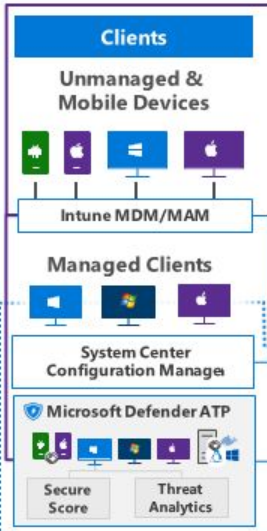 Clients
Unmanaged &
Mobile Devices
Intune MDM/MAM
Managed Clients
System Center
Configuration Manager
Microsoft Defender ATP
Secure
Score
Threat
Analytics